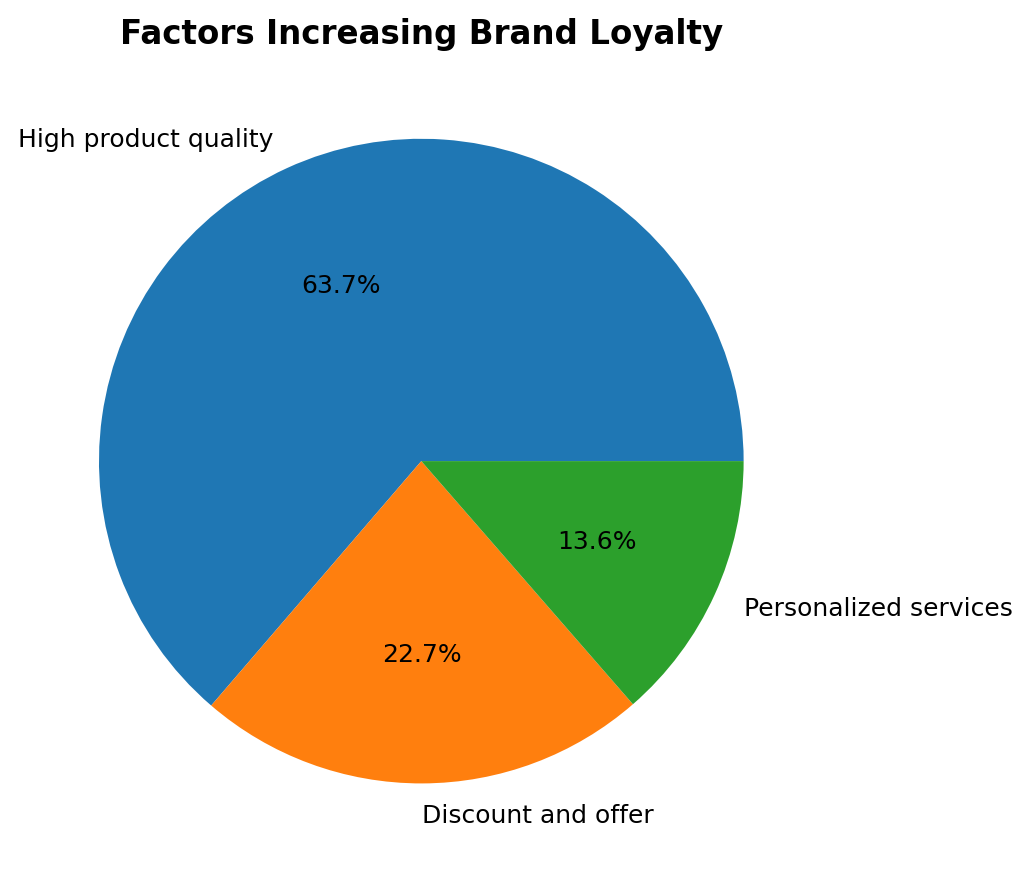 Factors Increasing Brand Loyalty
High product quality
63.7%
13.6%
Personalized services
22.7%
Discount and offer